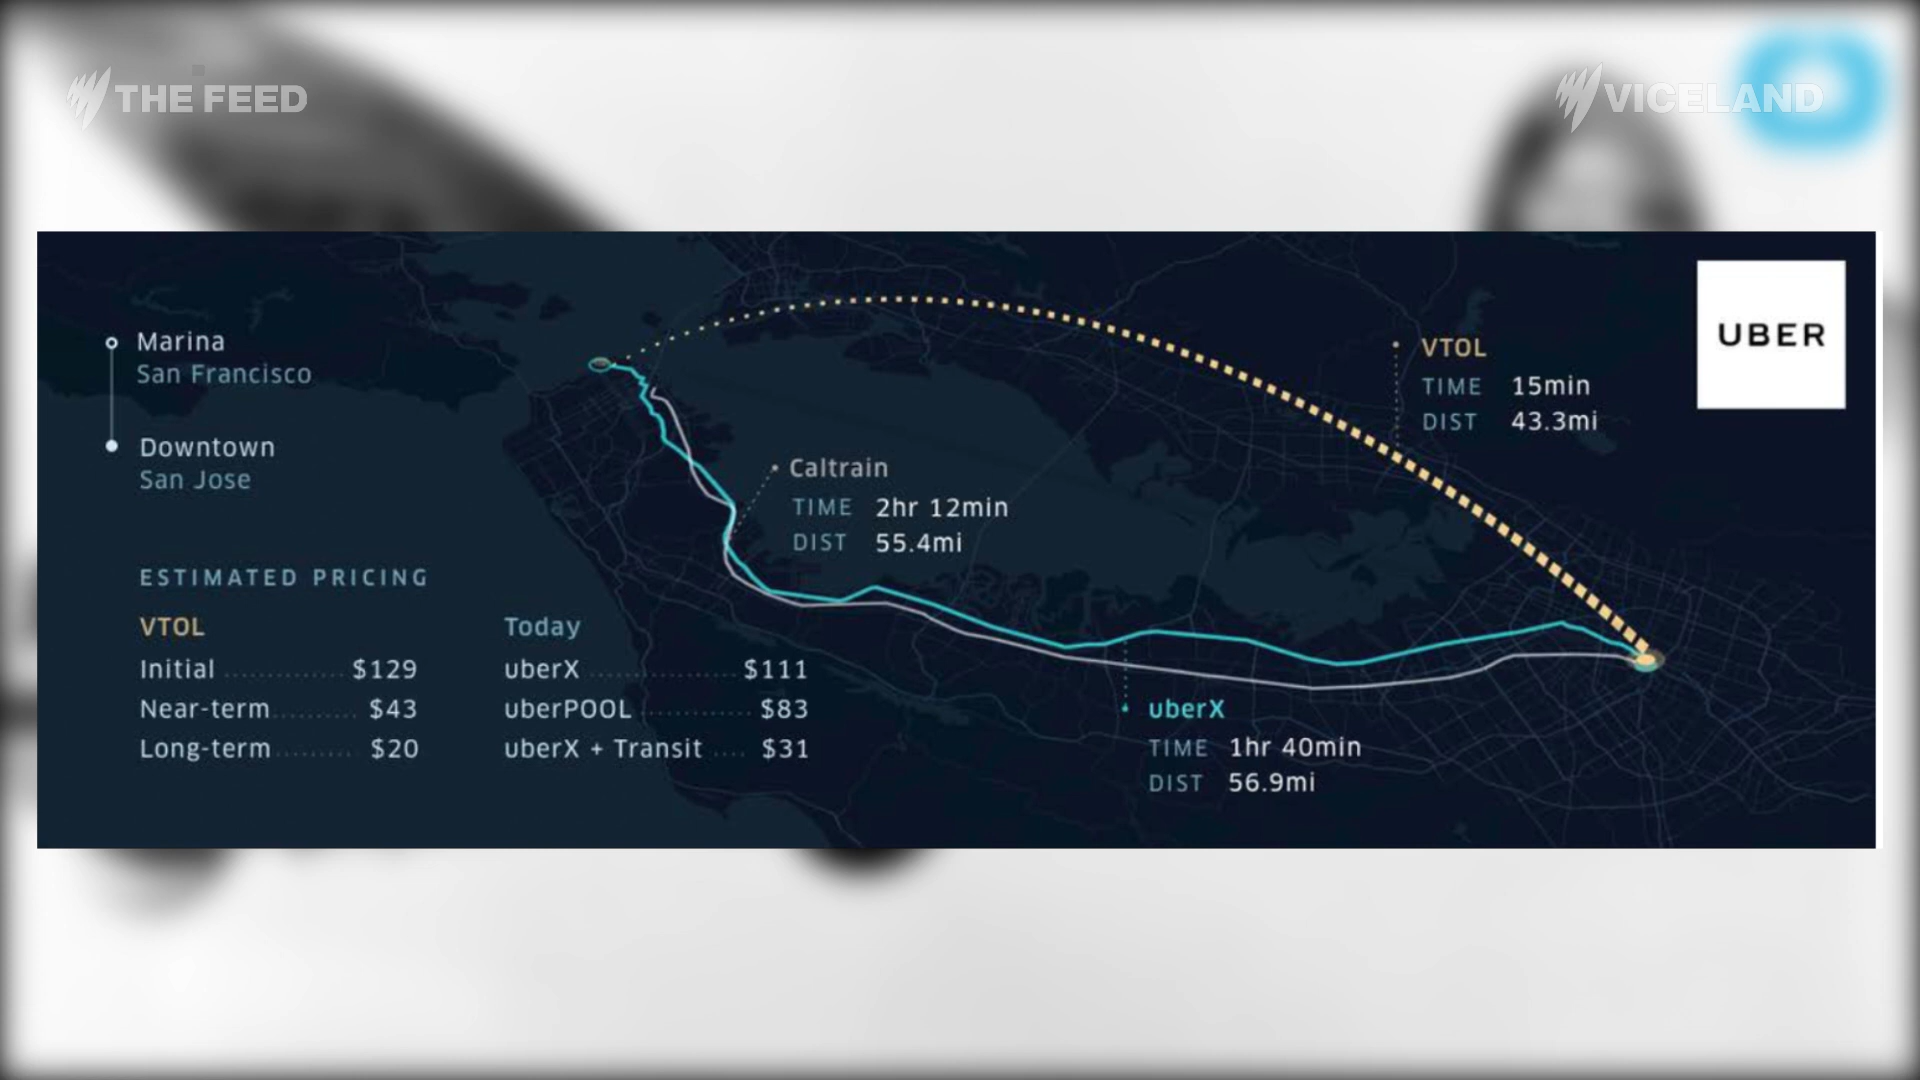 THE FEED
VICELAND
UBER
Marina
San Francisco
Downtown
San Jose
VTOL
TIME 15min
DIST 43.3mi
Caltrain
TIME 2hr 12min
DIST 55.4mi
ESTIMATED PRICING
VTOL
Initial $129
Near-term $43
Long-term $20
Today
uberX $111
uberPOOL $83
uberX + Transit $31
uberX
TIME 1hr 40min
DIST 56.9mi